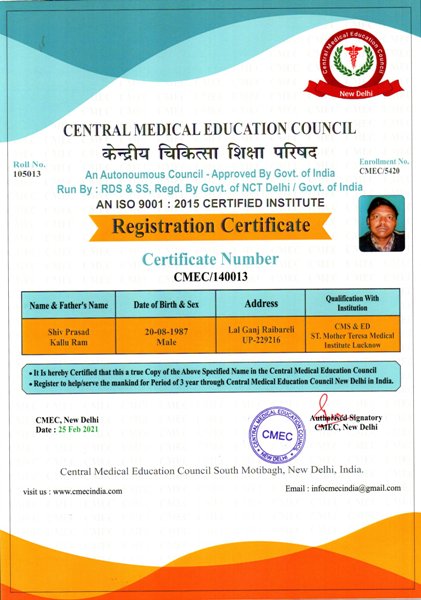 Central Medical Education Council
New Delhi
CENTRAL MEDICAL EDUCATION COUNCIL
केन्द्रीय चिकित्सा शिक्षा परिषद
Roll No.
105013
Enrollment No.
CMEC/5420
An Autonoumous Council - Approved By Govt. of India
Run By : RDS & SS, Regd. By Govt. of NCT Delhi / Govt. of India
AN ISO 9001 : 2015 CERTIFIED INSTITUTE
Registration Certificate
Certificate Number
CMEC/140013
Name & Father's Name
Date of Birth & Sex
Address
Qualification With
Institution
Shiv Prasad
Kallu Ram
20-08-1987
Male
Lal Ganj Raibareli
UP-229216
CMS & ED
ST. Mother Teresa Medical
Institute Lucknow
• It Is hereby Certified that this a true Copy of the Above Specified Name in the Central Medical Education Council
• Register to help/serve the mankind for Period of 3 year through Central Medical Education Council New Delhi in India.
CMEC, New Delhi
Date : 25 Feb 2021
CENTRAL MEDICAL EDUCATION COUNCIL
CMEC
NEW DELHI
Authorised Signatory
CMEC, New Delhi
Central Medical Education Council South Motibagh, New Delhi, India.
visit us : www.cmecindia.com
Email : infocmecindia@gmail.com